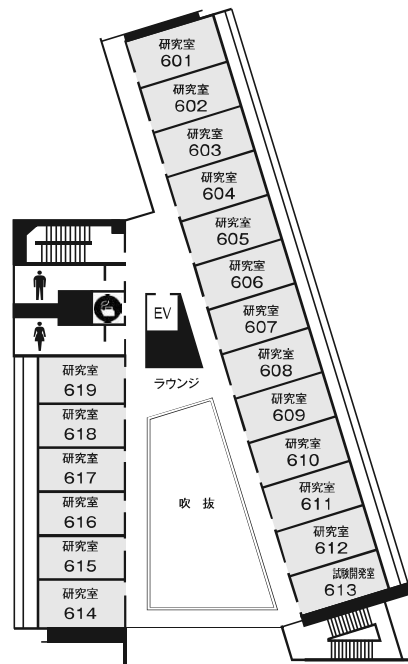 研究室
601
研究室
602
研究室
603
研究室
604
研究室
605
研究室
606
研究室
607
研究室
608
研究室
609
研究室
610
研究室
611
研究室
612
試験開発室
613
EV
ラウンジ
吹 抜
研究室
619
研究室
618
研究室
617
研究室
616
研究室
615
研究室
614